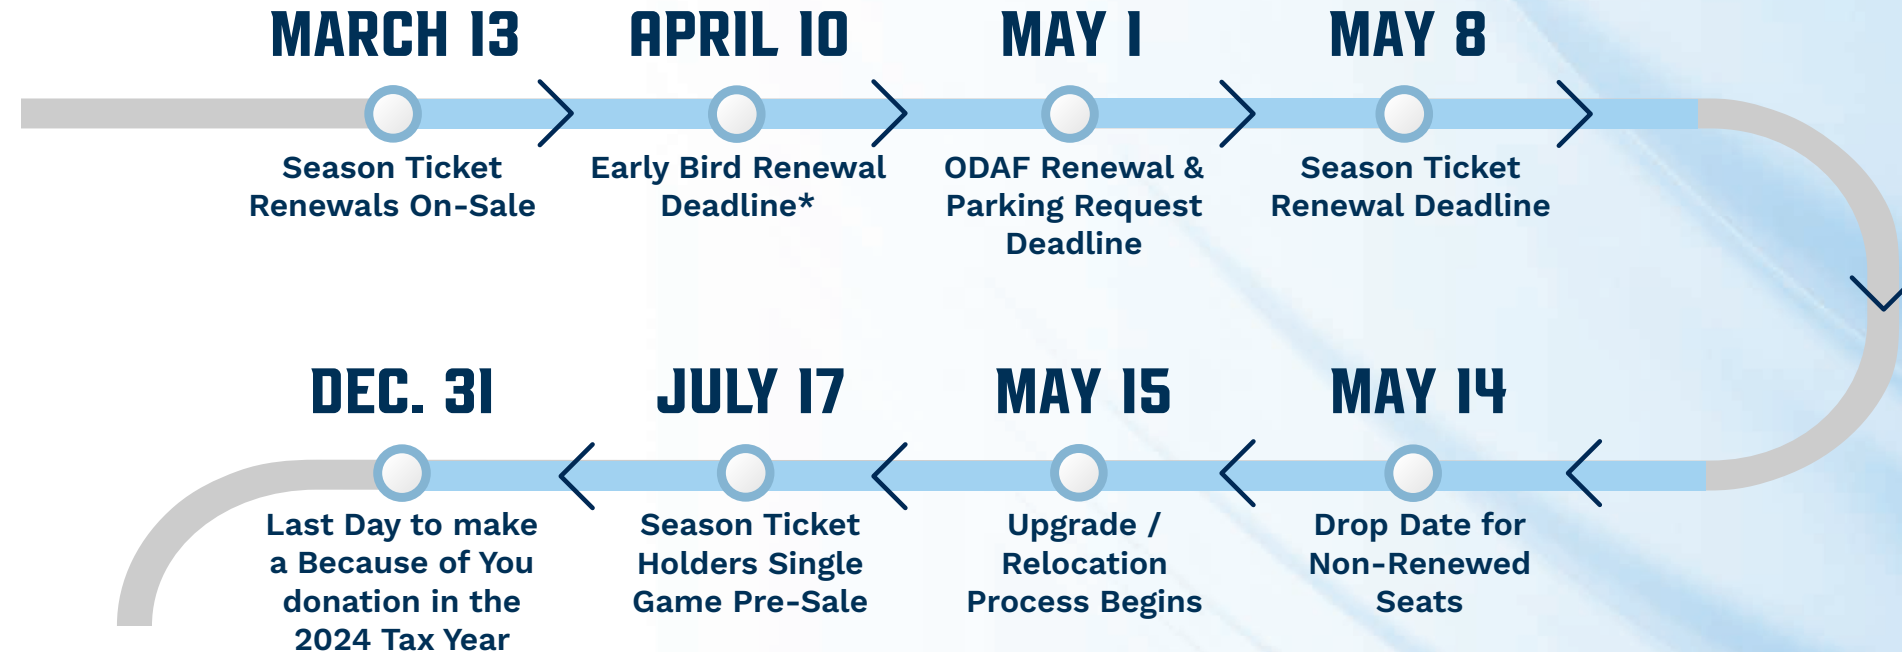 MARCH 13
APRIL 10
MAY 1
MAY 8
Season Ticket
Renewals On-Sale
Early Bird Renewal
Deadline*
ODAF Renewal &
Parking Request
Deadline
Season Ticket
Renewal Deadline
MAY 14
Drop Date for
Non-Renewed
Seats
MAY 15
Upgrade /
Relocation
Process Begins
JULY 17
Season Ticket
Holders Single
Game Pre-Sale
DEC. 31
Last Day to make
a Because of You
donation in the
2024 Tax Year